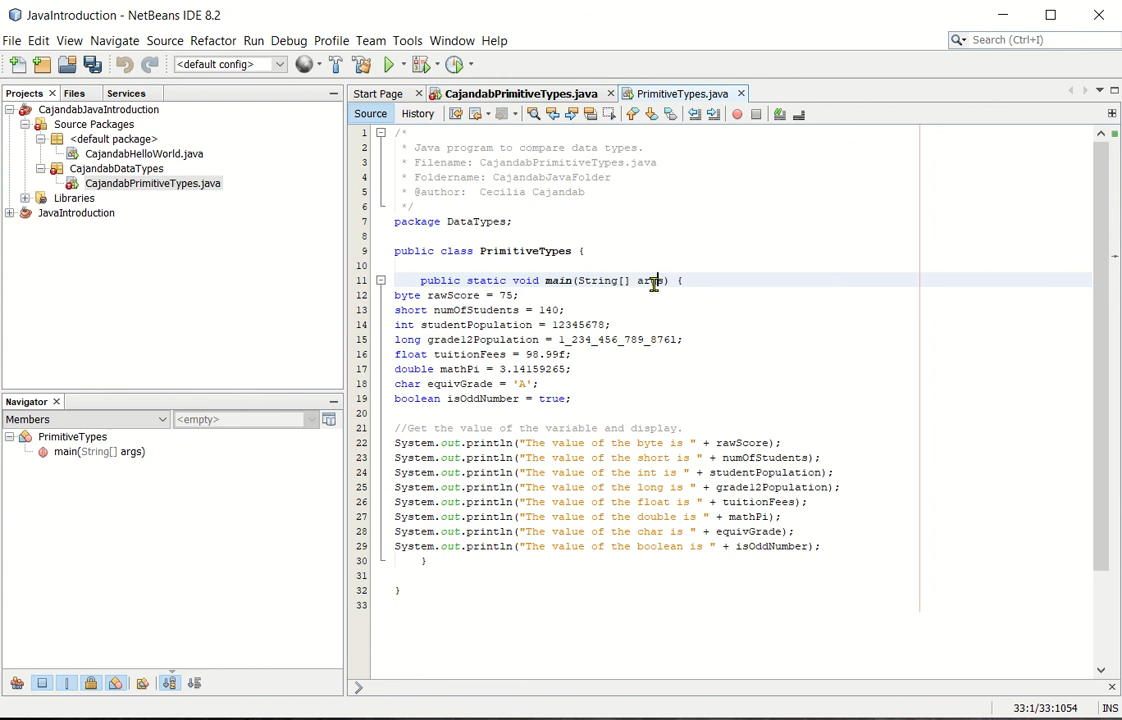 JavaIntroduction - NetBeans IDE 8.2
File Edit View Navigate Source Refactor Run Debug Profile Team Tools Window Help
Search (Ctrl+I)
<default config>
Projects Files Services
Start Page CajandabPrimitiveTypes.java PrimitiveTypes.java
Source History
CajandabJavaIntroduction
Source Packages
<default package>
CajandabHelloWorld.java
CajandabDataTypes
CajandabPrimitiveTypes.java
Libraries
JavaIntroduction
Navigator
Members <empty>
PrimitiveTypes
main(String[] args)
1 /*
2 * Java program to compare data types.
3 * Filename: CajandabPrimitiveTypes.java
4 * Foldername: CajandabJavaFolder
5 * @author: Cecilia Cajandab
6 */
7 package DataTypes;
8
9 public class PrimitiveTypes {
10
11 public static void main(String[] args) {
12 byte rawScore = 75;
13 short numOfStudents = 140;
14 int studentPopulation = 12345678;
15 long grade12Population = 1_234_456_789_876l;
16 float tuitionFees = 98.99f;
17 double mathPi = 3.14159265;
18 char equivGrade = 'A';
19 boolean isOddNumber = true;
20
21 //Get the value of the variable and display.
22 System.out.println("The value of the byte is " + rawScore);
23 System.out.println("The value of the short is " + numOfStudents);
24 System.out.println("The value of the int is " + studentPopulation);
25 System.out.println("The value of the long is " + grade12Population);
26 System.out.println("The value of the float is " + tuitionFees);
27 System.out.println("The value of the double is " + mathPi);
28 System.out.println("The value of the char is " + equivGrade);
29 System.out.println("The value of the boolean is " + isOddNumber);
30 }
31
32 }
33
33:1/33:1054 INS